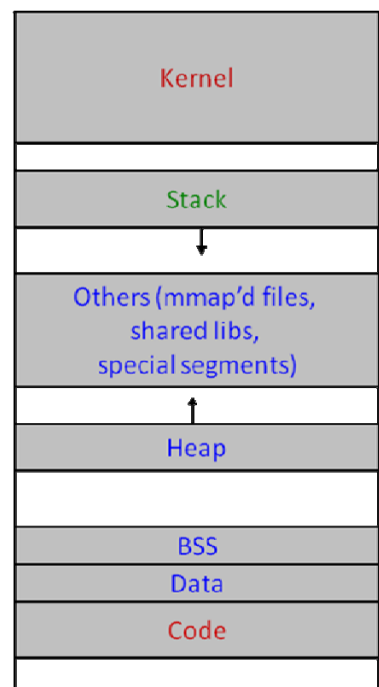 Kernel
Stack
Others (mmap'd files,
shared libs,
special segments)
Heap
BSS
Data
Code